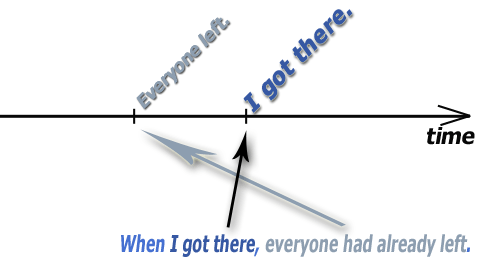 Everyone left.
I got there.
time
When I got there, everyone had already left.